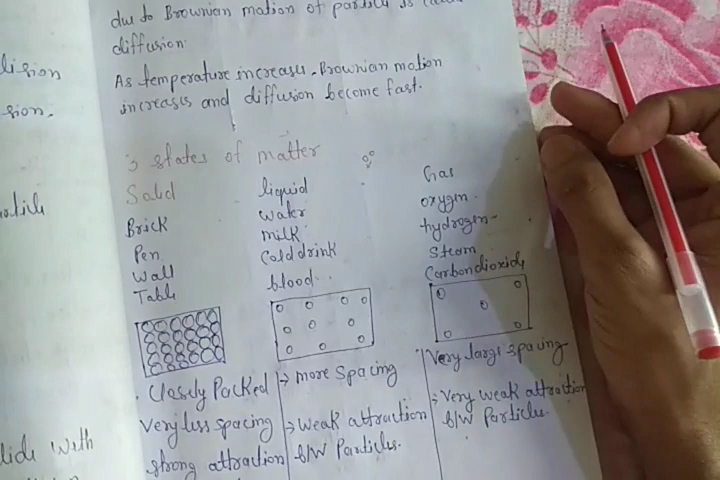 due to Brownian motion of particle is
diffusion.
As temperature increases, Brownian motion
increases and diffusion become fast.
3 states of matter
Solid liquid Gas
Brick water oxygen
Pen milk hydrogen
Wall cold drink Steam
Table blood Carbondioxide
Closely Packed → more Spacing Very large spacing
Very less spacing → Weak attraction → Very weak attraction
strong attraction b/w Particles. b/w Particles.